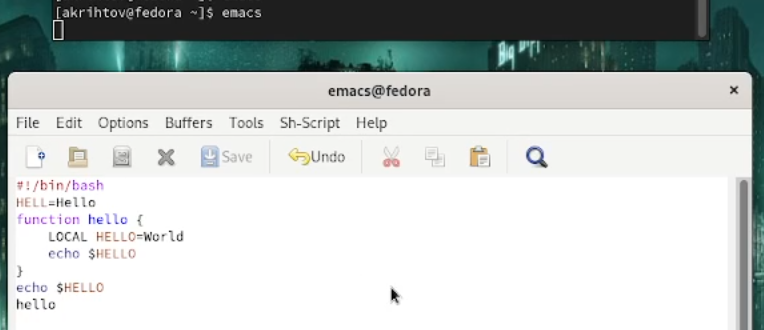 [akrihtov@fedora ~]$ emacs
emacs@fedora ×
File Edit Options Buffers Tools Sh-Script Help
Save Undo
#!/bin/bash
HELL=Hello
function hello {
    LOCAL HELLO=World
    echo $HELLO
}
echo $HELLO
hello